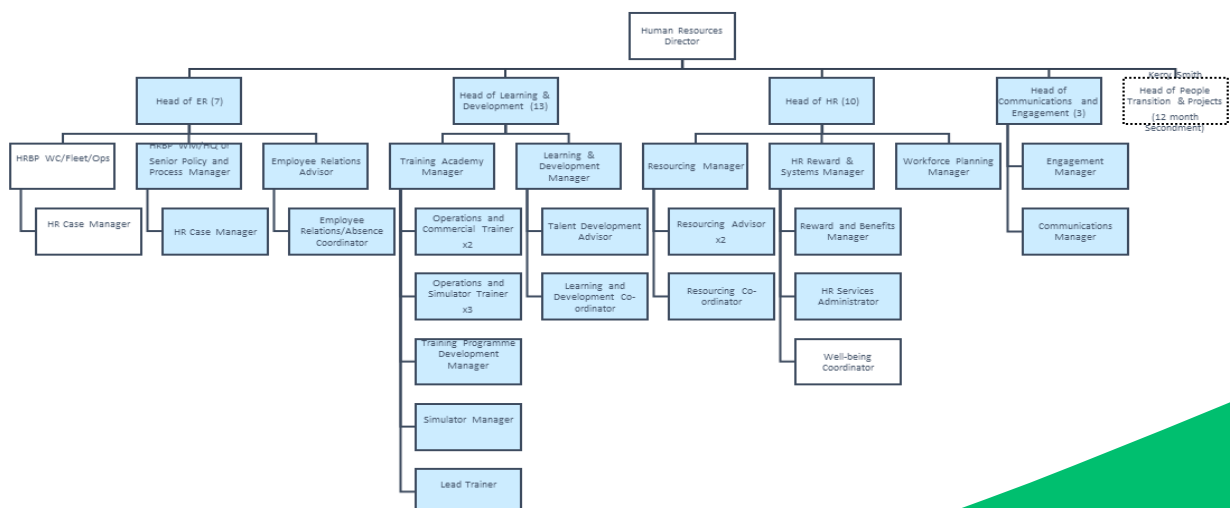 Human Resources
Director
Kerry Smith
Head of ER (7)
Head of Learning &
Development (13)
Head of HR (10)
Head of
Communications and
Engagement (3)
Head of People
Transition & Projects
(12 month
Secondment)
HRBP WC/Fleet/Ops
HRBP WM/HQ or
Senior Policy and
Process Manager
Employee Relations
Advisor
Training Academy
Manager
Learning &
Development
Manager
Resourcing Manager
HR Reward &
Systems Manager
Workforce Planning
Manager
Engagement
Manager
HR Case Manager
HR Case Manager
Employee
Relations/Absence
Coordinator
Operations and
Commercial Trainer
x2
Talent Development
Advisor
Resourcing Advisor
x2
Reward and Benefits
Manager
Communications
Manager
Operations and
Simulator Trainer
x3
Learning and
Development Co-
ordinator
Resourcing Co-
ordinator
HR Services
Administrator
Training Programme
Development
Manager
Well-being
Coordinator
Simulator Manager
Lead Trainer